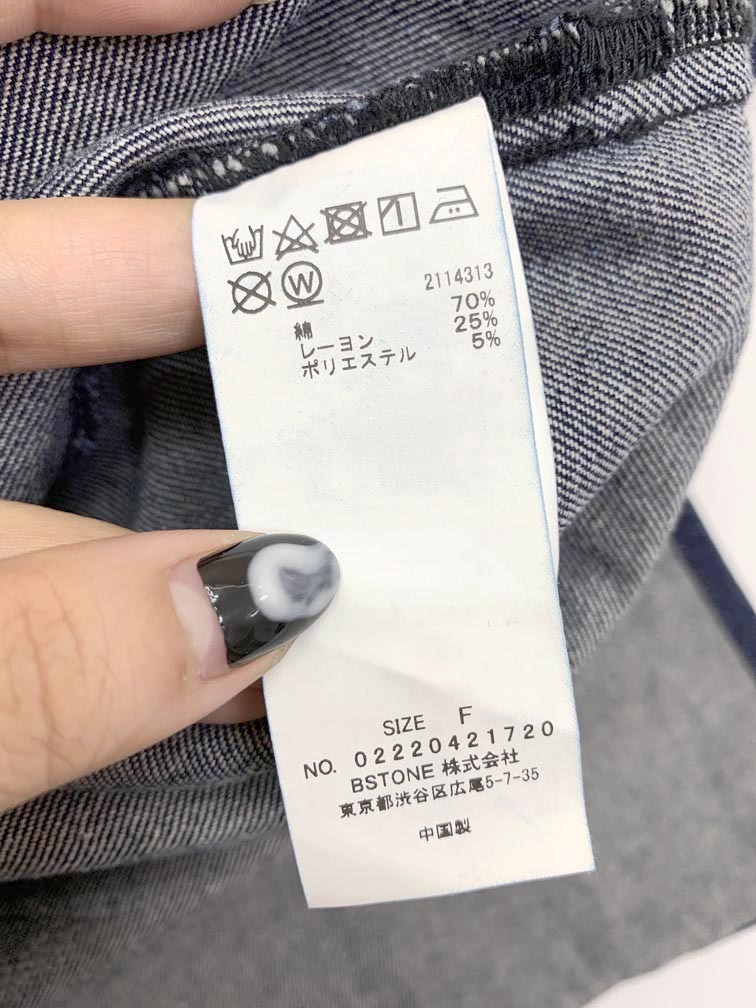 W
2114313
綿 70%
レーヨン 25%
ポリエステル 5%
SIZE F
NO. 02220421720
BSTONE 株式会社
東京都渋谷区広尾5-7-35
中国製